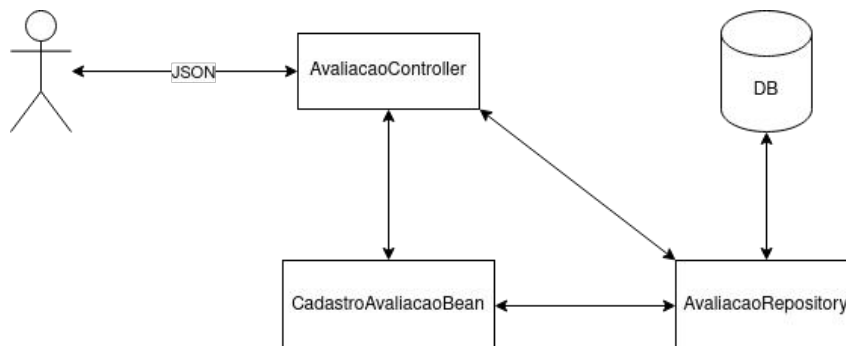 JSON
AvaliacaoController
DB
CadastroAvaliacaoBean
AvaliacaoRepository